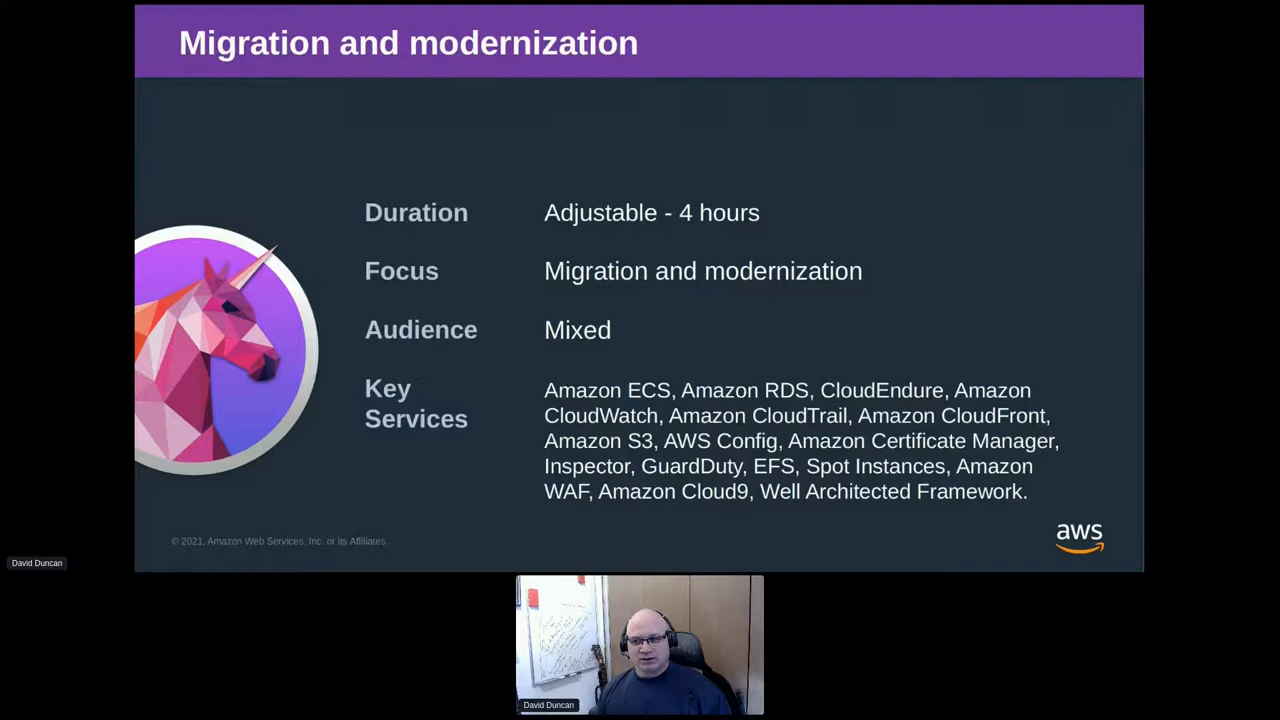 Migration and modernization
Duration
Adjustable - 4 hours
Focus
Migration and modernization
Audience
Mixed
Key
Services
Amazon ECS, Amazon RDS, CloudEndure, Amazon
CloudWatch, Amazon CloudTrail, Amazon CloudFront,
Amazon S3, AWS Config, Amazon Certificate Manager,
Inspector, GuardDuty, EFS, Spot Instances, Amazon
WAF, Amazon Cloud9, Well Architected Framework.
© 2021, Amazon Web Services, Inc. or its Affiliates.
aws
David Duncan
David Duncan